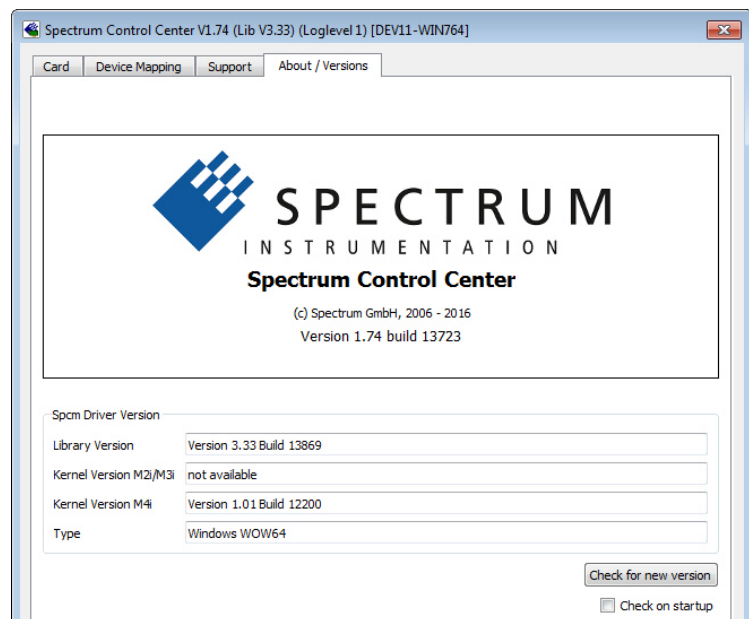 Spectrum Control Center V1.74 (Lib V3.33) (Loglevel 1) [DEV11-WIN764]
Card Device Mapping Support About / Versions
SPECTRUM
INSTRUMENTATION
Spectrum Control Center
(c) Spectrum GmbH, 2006 - 2016
Version 1.74 build 13723
Spcm Driver Version
Library Version Version 3.33 Build 13869
Kernel Version M2i/M3i not available
Kernel Version M4i Version 1.01 Build 12200
Type Windows WOW64
Check for new version
Check on startup